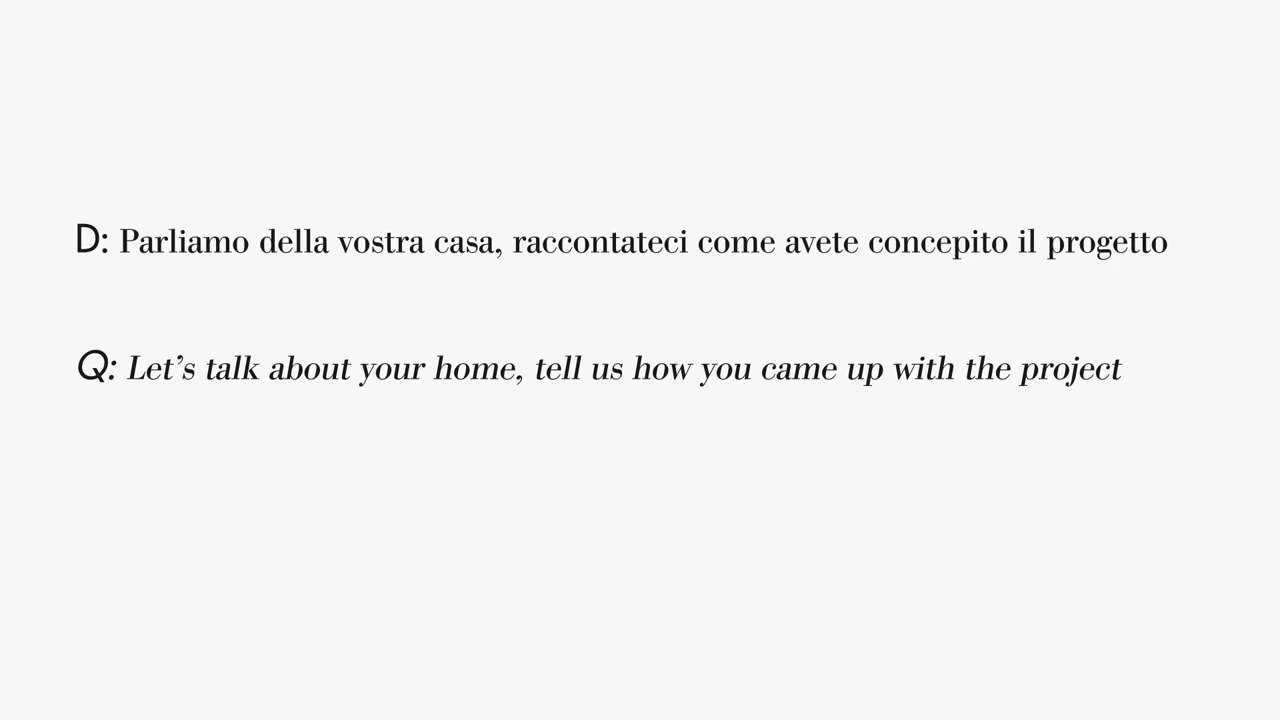 D: Parliamo della vostra casa, raccontateci come avete concepito il progetto
Q: Let’s talk about your home, tell us how you came up with the project